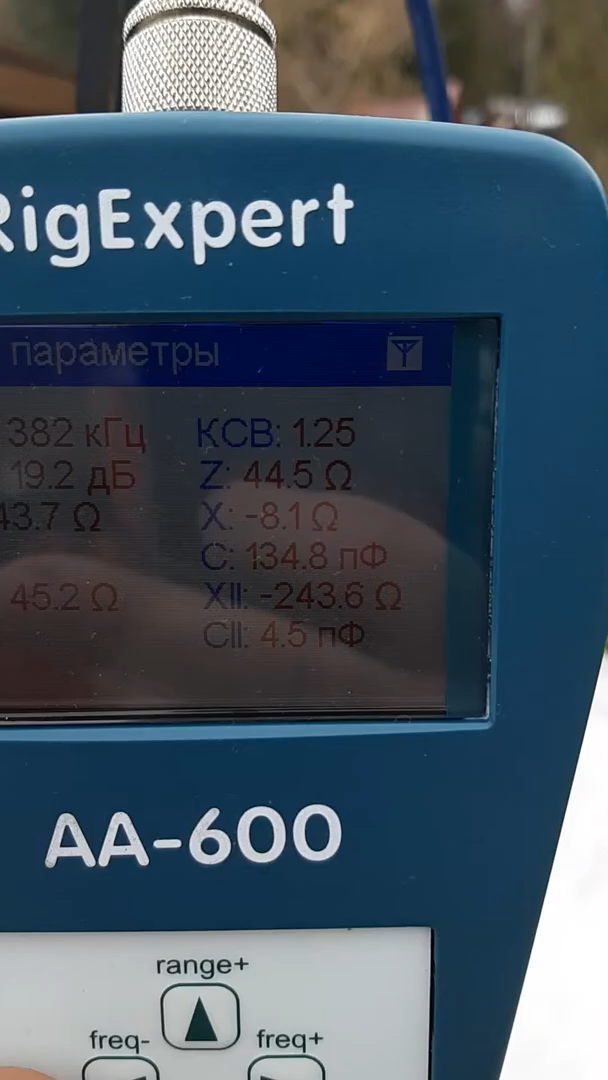 RigExpert
параметры
382 кГц КСВ: 1.25
19.2 дБ Z: 44.5 Ω
43.7 Ω X: -8.1 Ω
C: 134.8 пФ
45.2 Ω XII: -243.6 Ω
CII: 4.5 пФ
AA-600
range+
freq- freq+